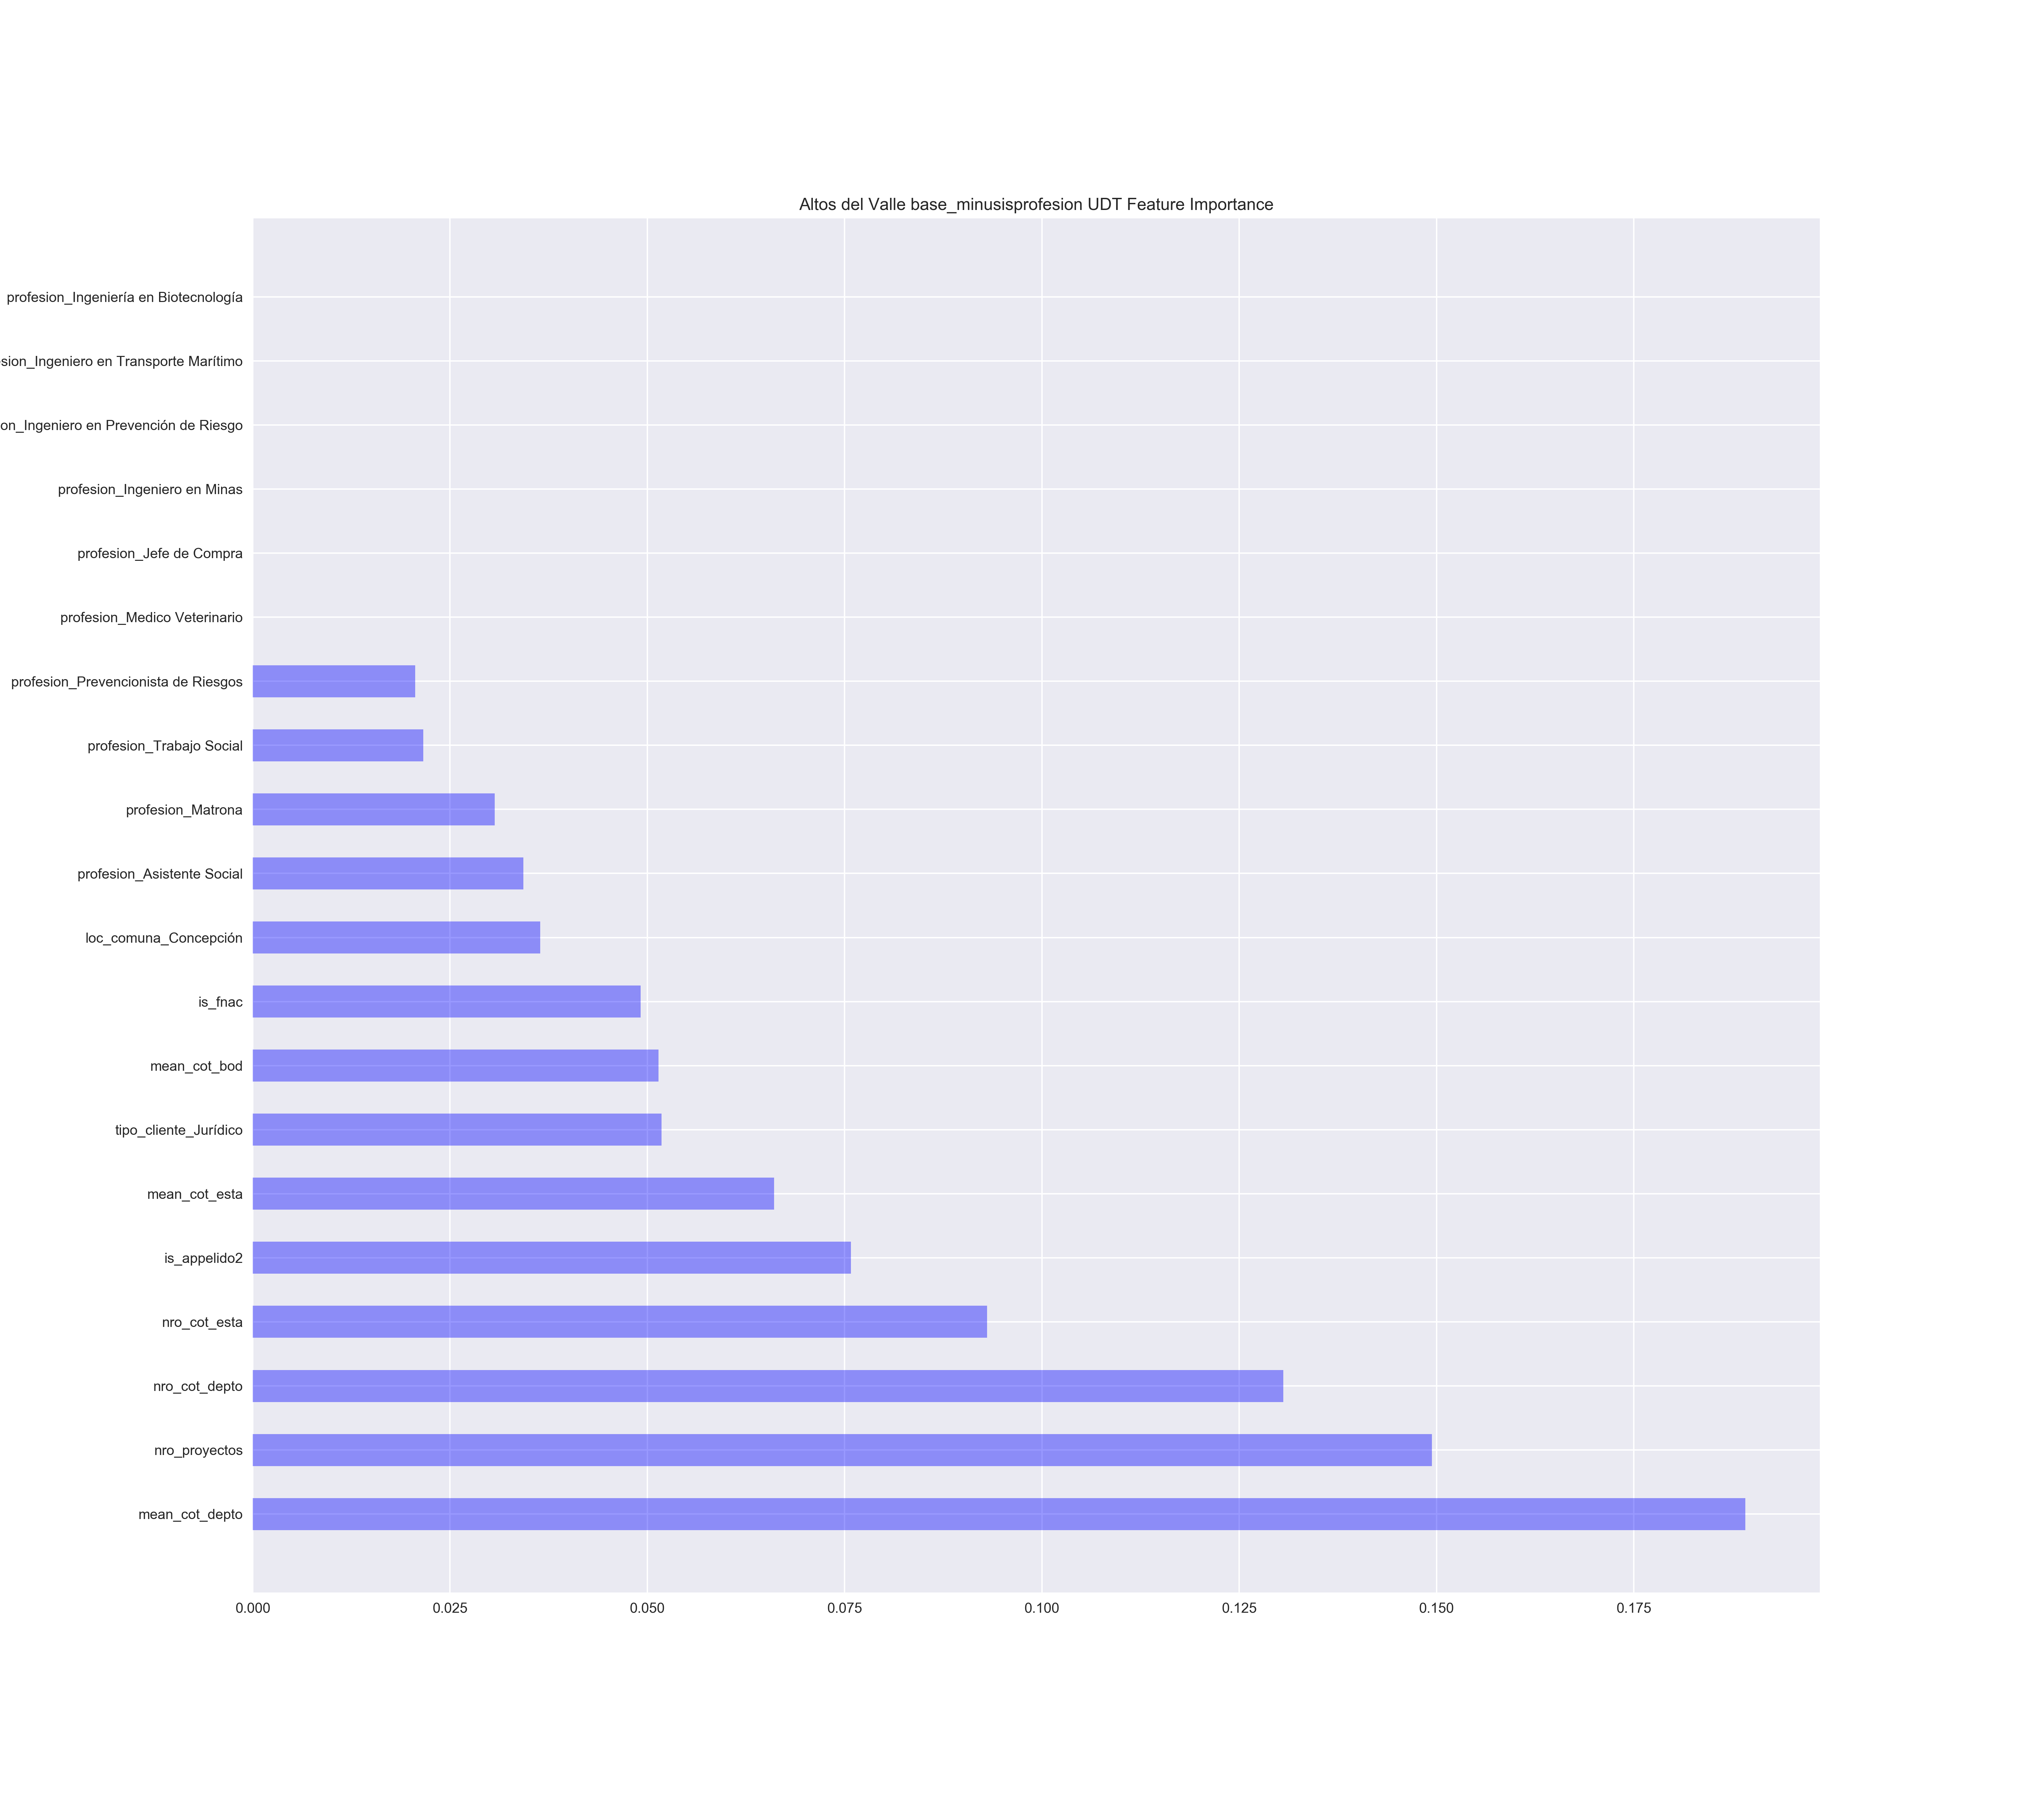 Altos del Valle base_minusisprofesion UDT Feature Importance
profesion_Ingeniería en Biotecnología
sion_Ingeniero en Transporte Marítimo
on_Ingeniero en Prevención de Riesgo
profesion_Ingeniero en Minas
profesion_Jefe de Compra
profesion_Medico Veterinario
profesion_Prevencionista de Riesgos
profesion_Trabajo Social
profesion_Matrona
profesion_Asistente Social
loc_comuna_Concepción
is_fnac
mean_cot_bod
tipo_cliente_Jurídico
mean_cot_esta
is_appelido2
nro_cot_esta
nro_cot_depto
nro_proyectos
mean_cot_depto
0.000 0.025 0.050 0.075 0.100 0.125 0.150 0.175